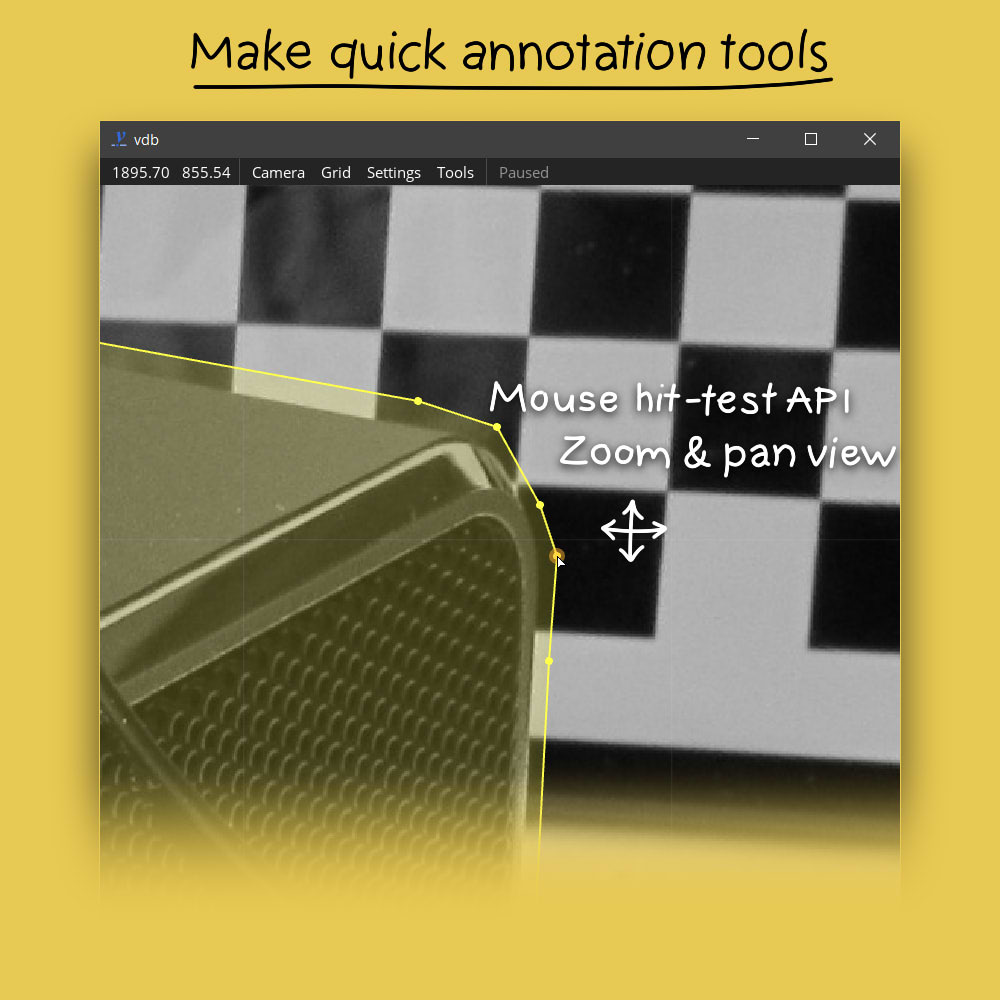 Make quick annotation tools
vdb
1895.70 855.54 Camera Grid Settings Tools Paused
Mouse hit-test API
Zoom & pan view